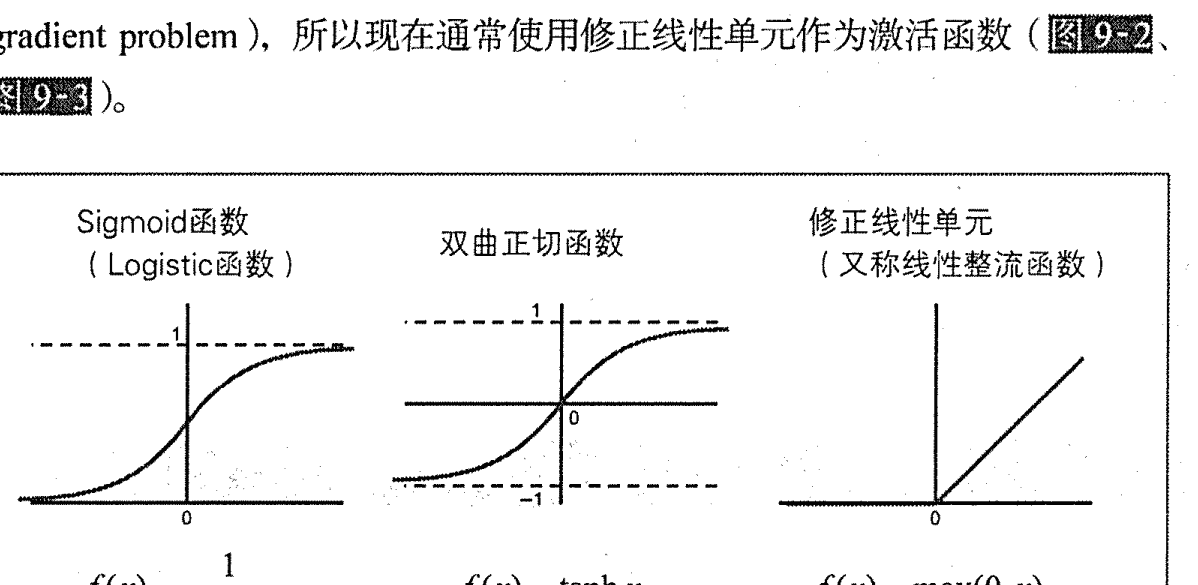 gradient problem），所以现在通常使用修正线性单元作为激活函数（图 9-2、
图 9-3）。
Sigmoid函数
（Logistic函数）
双曲正切函数
修正线性单元
（又称线性整流函数）
1
0
1
0
-1
0
1